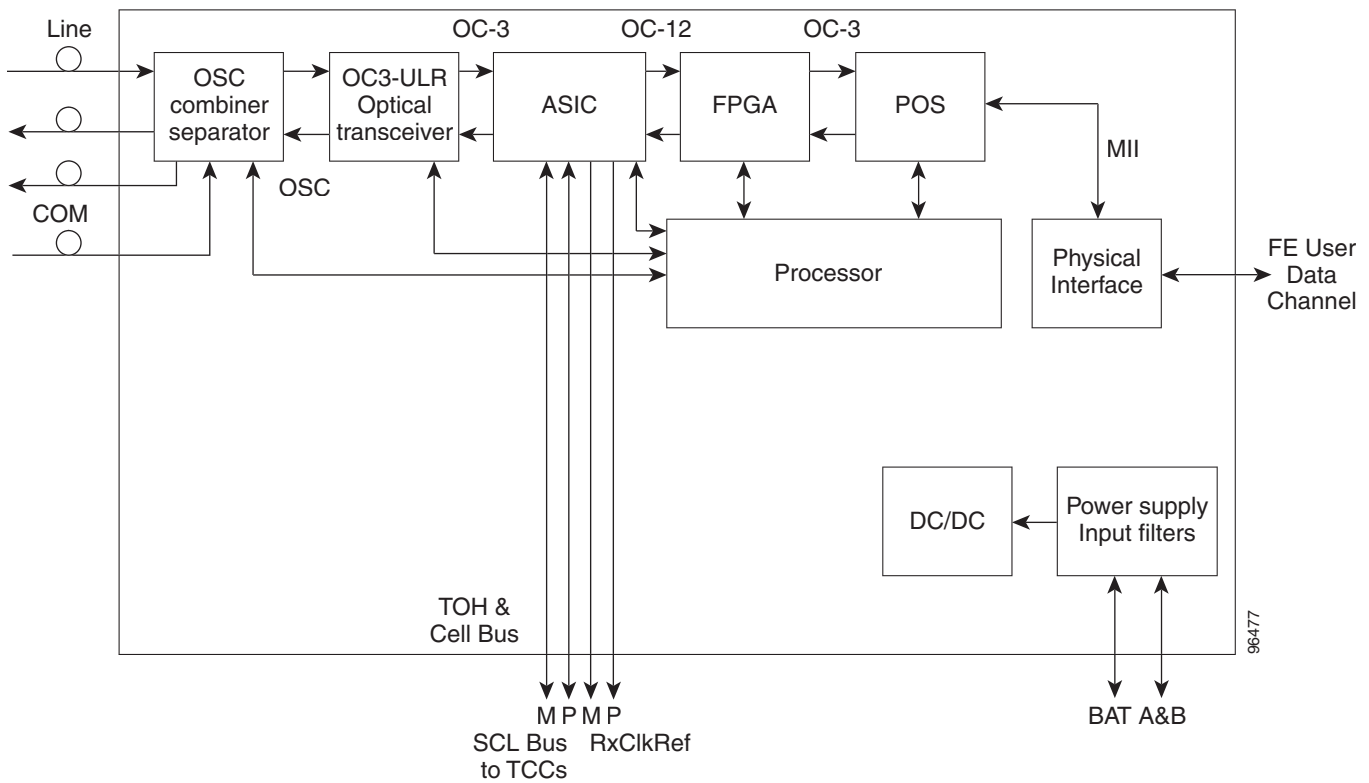 Line
OC-3
OC-12
OC-3
OSC
combiner
separator
OC3-ULR
Optical
transceiver
ASIC
FPGA
POS
MII
OSC
COM
Processor
Physical
Interface
FE User
Data
Channel
DC/DC
Power supply
Input filters
TOH &
Cell Bus
96477
M P M P
SCL Bus
to TCCs
RxClkRef
BAT A&B